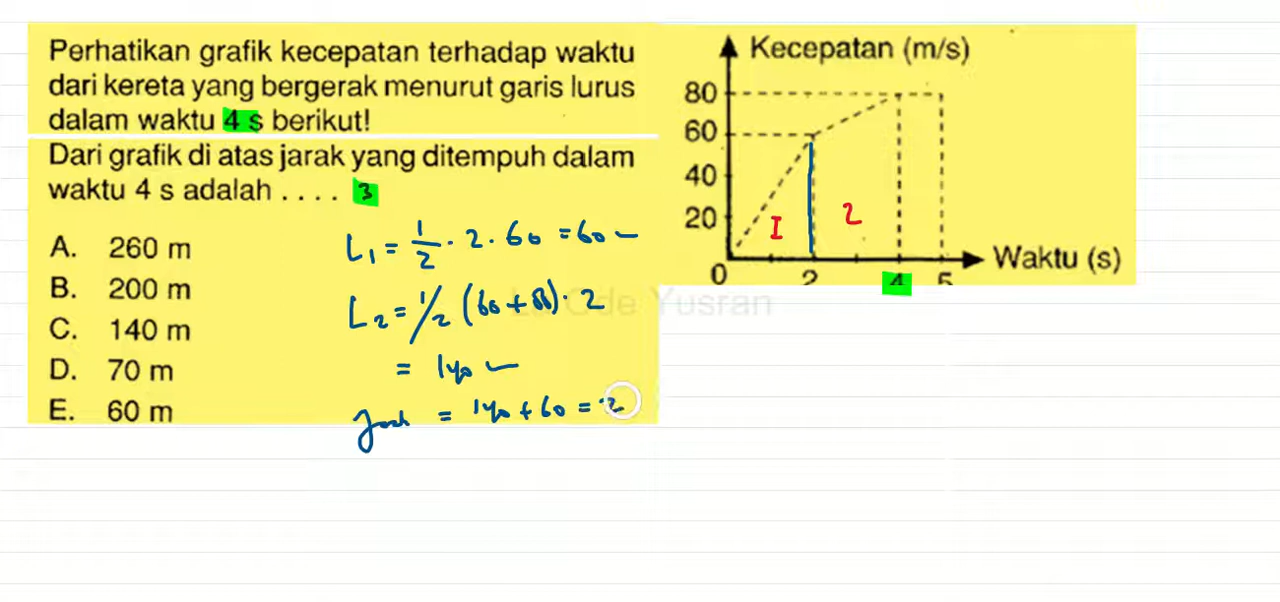 Perhatikan grafik kecepatan terhadap waktu
dari kereta yang bergerak menurut garis lurus
dalam waktu 4 s berikut!
Dari grafik di atas jarak yang ditempuh dalam
waktu 4 s adalah . . . . 3
A. 260 m
B. 200 m
C. 140 m
D. 70 m
E. 60 m
L1 = 1/2 . 2 . 60 = 60
L2 = 1/2 (60 + 80) . 2
= 140
= 140 + 60 = 2
Kecepatan (m/s)
80
60
40
20
I 2
0 2 4 5 Waktu (s)
Yusran